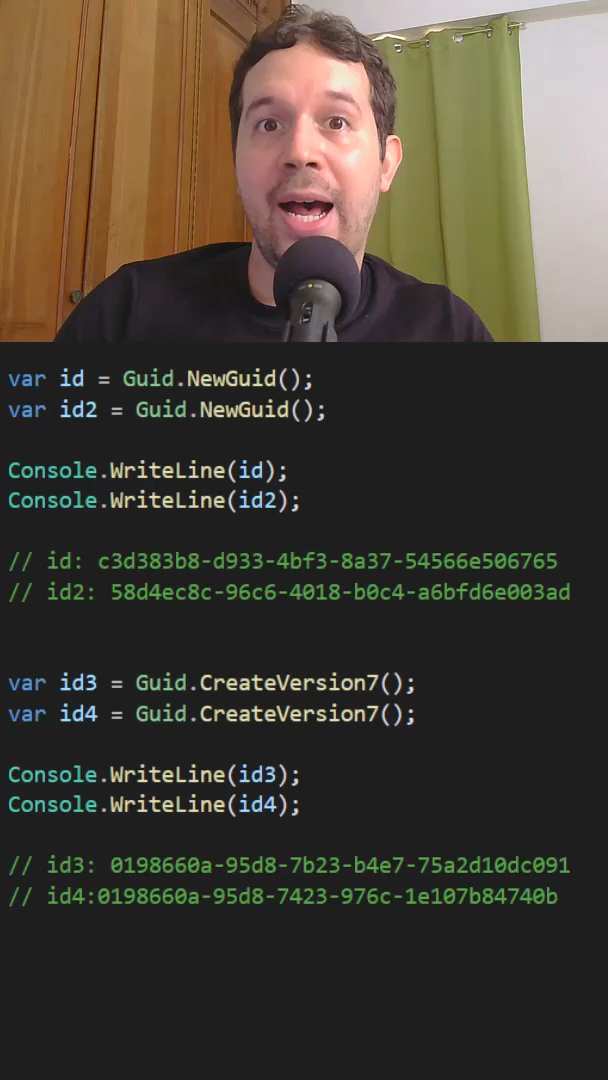 var id = Guid.NewGuid();
var id2 = Guid.NewGuid();
Console.WriteLine(id);
Console.WriteLine(id2);
// id: c3d383b8-d933-4bf3-8a37-54566e506765
// id2: 58d4ec8c-96c6-4018-b0c4-a6bfd6e003ad
var id3 = Guid.CreateVersion7();
var id4 = Guid.CreateVersion7();
Console.WriteLine(id3);
Console.WriteLine(id4);
// id3: 0198660a-95d8-7b23-b4e7-75a2d10dc091
// id4:0198660a-95d8-7423-976c-1e107b84740b